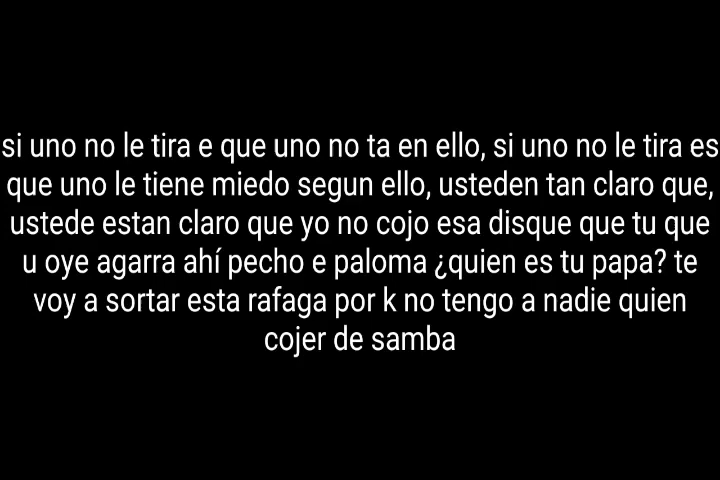 si uno no le tira e que uno no ta en ello, si uno no le tira es
que uno le tiene miedo segun ello, usteden tan claro que,
ustede estan claro que yo no cojo esa disque que tu que
u oye agarra ahí pecho e paloma ¿quien es tu papa? te
voy a sortar esta rafaga por k no tengo a nadie quien
cojer de samba